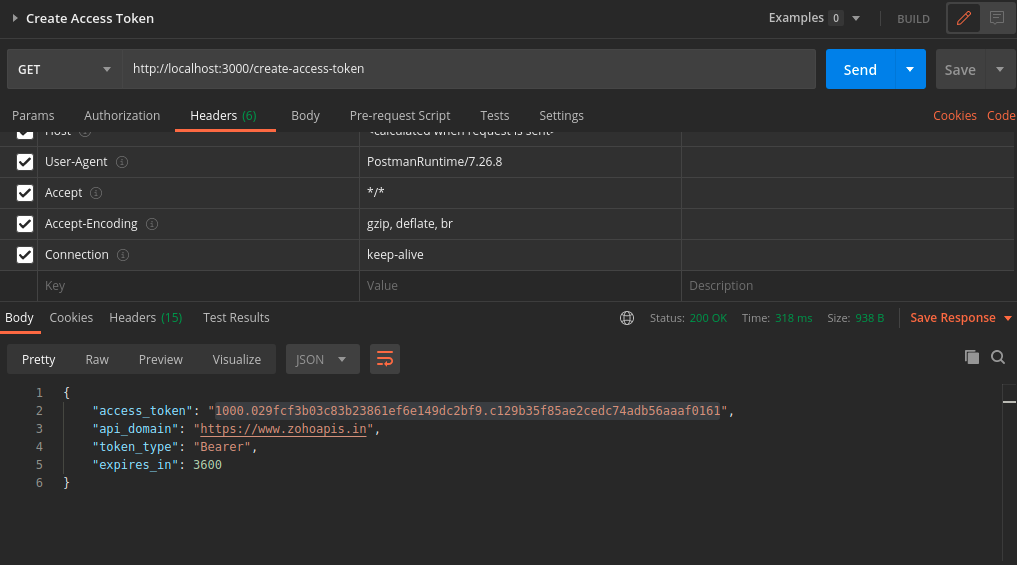 Create Access Token Examples 0 BUILD
GET http://localhost:3000/create-access-token Send Save
Params Authorization Headers (6) Body Pre-request Script Tests Settings Cookies Code
Host <calculated when request is sent>
User-Agent PostmanRuntime/7.26.8
Accept */*
Accept-Encoding gzip, deflate, br
Connection keep-alive
Key Value Description
Body Cookies Headers (15) Test Results Status: 200 OK Time: 318 ms Size: 938 B Save Response
Pretty Raw Preview Visualize JSON
1 {
2 "access_token": "1000.029fcf3b03c83b23861ef6e149dc2bf9.c129b35f85ae2cedc74adb56aaaf0161",
3 "api_domain": "https://www.zohoapis.in",
4 "token_type": "Bearer",
5 "expires_in": 3600
6 }